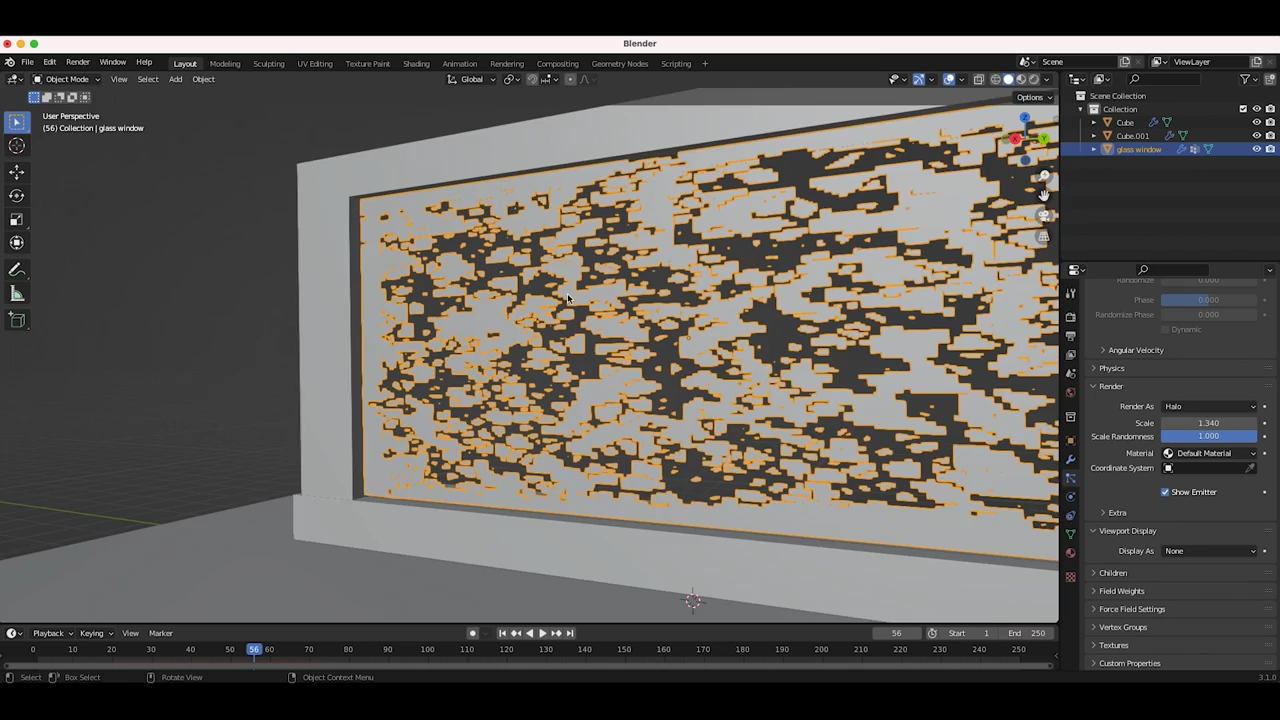 Blender
File Edit Render Window Help Layout Modeling Sculpting UV Editing Texture Paint Shading Animation Rendering Compositing Geometry Nodes Scripting + Scene ViewLayer
Object Mode View Select Add Object Global
Options
User Perspective
(56) Collection | glass window
Scene Collection
Collection
Cube
Cube.001
glass window
Randomize 0.000
Phase 0.000
Randomize Phase 0.000
Dynamic
Angular Velocity
Physics
Render
Render As Halo
Scale 1.340
Scale Randomness 1.000
Material Default Material
Coordinate System
Show Emitter
Extra
Viewport Display
Display As None
Children
Field Weights
Force Field Settings
Vertex Groups
Textures
Custom Properties
Playback Keying View Marker 56 Start 1 End 250
0 10 20 30 40 56 60 70 80 90 100 110 120 130 140 150 160 170 180 190 200 210 220 230 240 250
Select Box Select Rotate View Object Context Menu 3.1.0